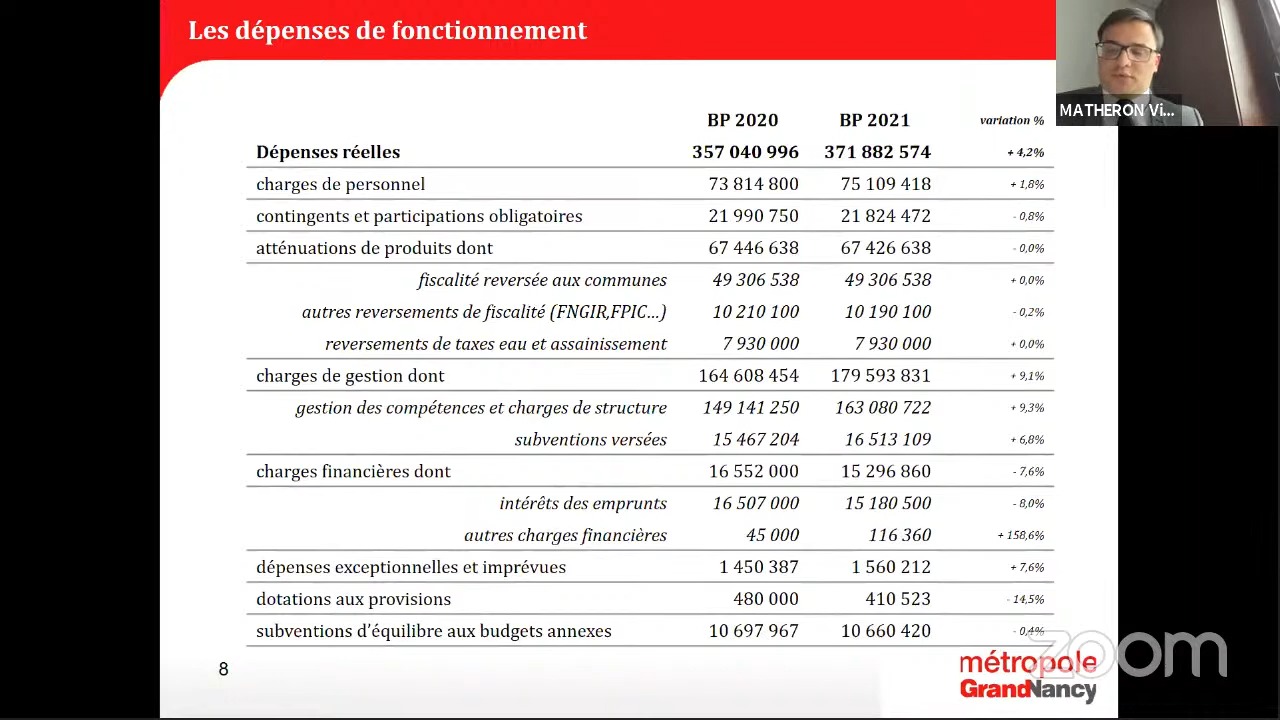 Les dépenses de fonctionnement
MATHERON Vi...
BP 2020 BP 2021 variation %
Dépenses réelles 357 040 996 371 882 574 + 4,2%
charges de personnel 73 814 800 75 109 418 + 1,8%
contingents et participations obligatoires 21 990 750 21 824 472 - 0,8%
atténuations de produits dont 67 446 638 67 426 638 - 0,0%
fiscalité reversée aux communes 49 306 538 49 306 538 + 0,0%
autres reversements de fiscalité (FNGIR,FPIC...) 10 210 100 10 190 100 - 0,2%
reversements de taxes eau et assainissement 7 930 000 7 930 000 + 0,0%
charges de gestion dont 164 608 454 179 593 831 + 9,1%
gestion des compétences et charges de structure 149 141 250 163 080 722 + 9,3%
subventions versées 15 467 204 16 513 109 + 6,8%
charges financières dont 16 552 000 15 296 860 - 7,6%
intérêts des emprunts 16 507 000 15 180 500 - 8,0%
autres charges financières 45 000 116 360 + 158,6%
dépenses exceptionnelles et imprévues 1 450 387 1 560 212 + 7,6%
dotations aux provisions 480 000 410 523 - 14,5%
subventions d'équilibre aux budgets annexes 10 697 967 10 660 420 - 0,4%
8
métropole
GrandNancy
zoom